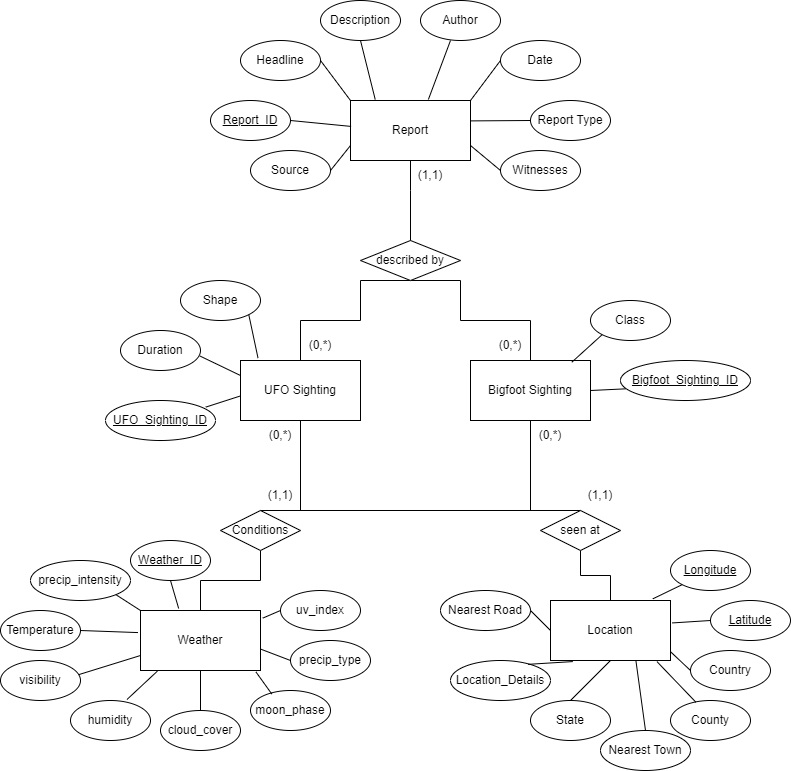 Description
Author
Headline
Date
Report_ID
Report
Report Type
Source
Witnesses
(1,1)
described by
Shape
Class
(0,*)
(0,*)
Duration
UFO Sighting
Bigfoot Sighting
Bigfoot_Sighting_ID
UFO_Sighting_ID
(0,*)
(0,*)
(1,1)
(1,1)
Conditions
seen at
Weather_ID
precip_intensity
Longitude
uv_index
Nearest Road
Latitude
Temperature
Weather
Location
precip_type
Country
visibility
Location_Details
moon_phase
humidity
State
County
cloud_cover
Nearest Town